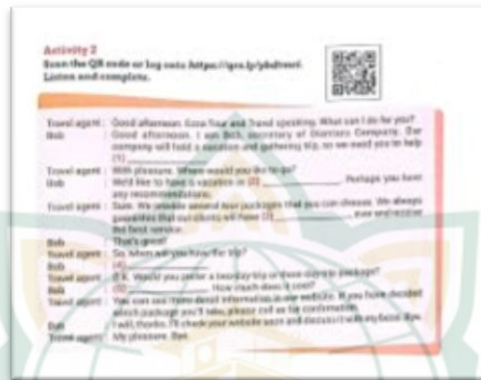 Activity 2
Scan the QR code or log onto
Listen and complete.
Travel agent : Good afternoon. Tour and Travel speaking. What can I do for you?
Bob : Good afternoon. I am Bob, secretary of Company. Our
company will hold a vacation and gathering trip, so we need you to help
(1)
Travel agent : With pleasure. Where would you like to go?
Bob : We'd like to have a vacation in (2) . Perhaps you have
any recommendations.
Travel agent : Sure. We provide several tour packages that you can choose. We always
guarantee that our clients will have (3) ever and receive
the best service.
Bob : That's great!
Travel agent : So, when will you have the trip?
Bob : (4)
Travel agent : O.K. Would you prefer a two-day trip or package?
Bob : (5) . How much does it cost?
Travel agent : You can see more detail information in our website. If you have decided
which package you'll take, please call us for confirmation.
Bob : I will, thanks. I'll check your website soon and discuss it with my boss. Bye.
Travel agent : My pleasure. Bye.